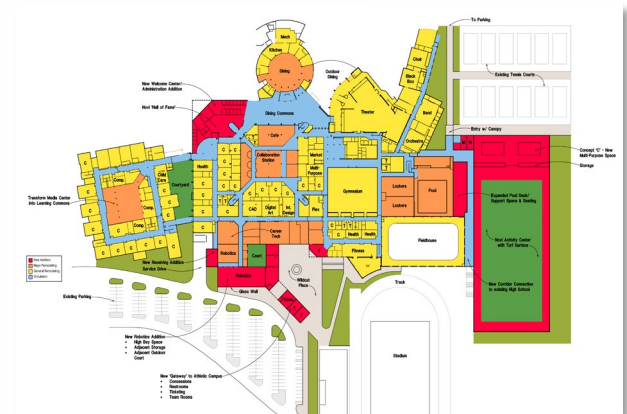 To Parking
Mech
Kitchen
Dining
Outdoor
Dining
Choir
Black
Box
Existing Tennis Courts
New Welcome Center/
Administration Addition
Next 'Hall of Fame'
Dining Commons
Theater
Band
Orchestra
Entry w/ Canopy
Concept 'C' - New
Multi-Purpose Space
Storage
Cafe
Collaboration
Station
Market
Multi-
Purpose
Health
Courtyard
Child
Care
Comp.
Comp.
Transform Media Center
Into Learning Commons
Gymnasium
Lockers
Lockers
Pool
Expanded Pool Deck/
Support Space & Seating
CAD
Digital
Art
Int.
Design
Flex
Career
Tech
Health
Health
Fitness
Fieldhouse
Next Activity Center
with Turf Surface
New Corridor Connection
to existing High School
Robotics
Court
Robotics
New Receiving Addition
Service Drive
Glass Wall
Wildcat
Place
Tickets
Track
Stadium
New Addition
Major Remodeling
General Remodeling
Circulation
Existing Parking
New Robotics Addition
• High Bay Space
• Adjacent Storage
• Adjacent Outdoor
Court
New 'Gateway' to Athletic Campus
• Concessions
• Restrooms
• Ticketing
• Team Rooms